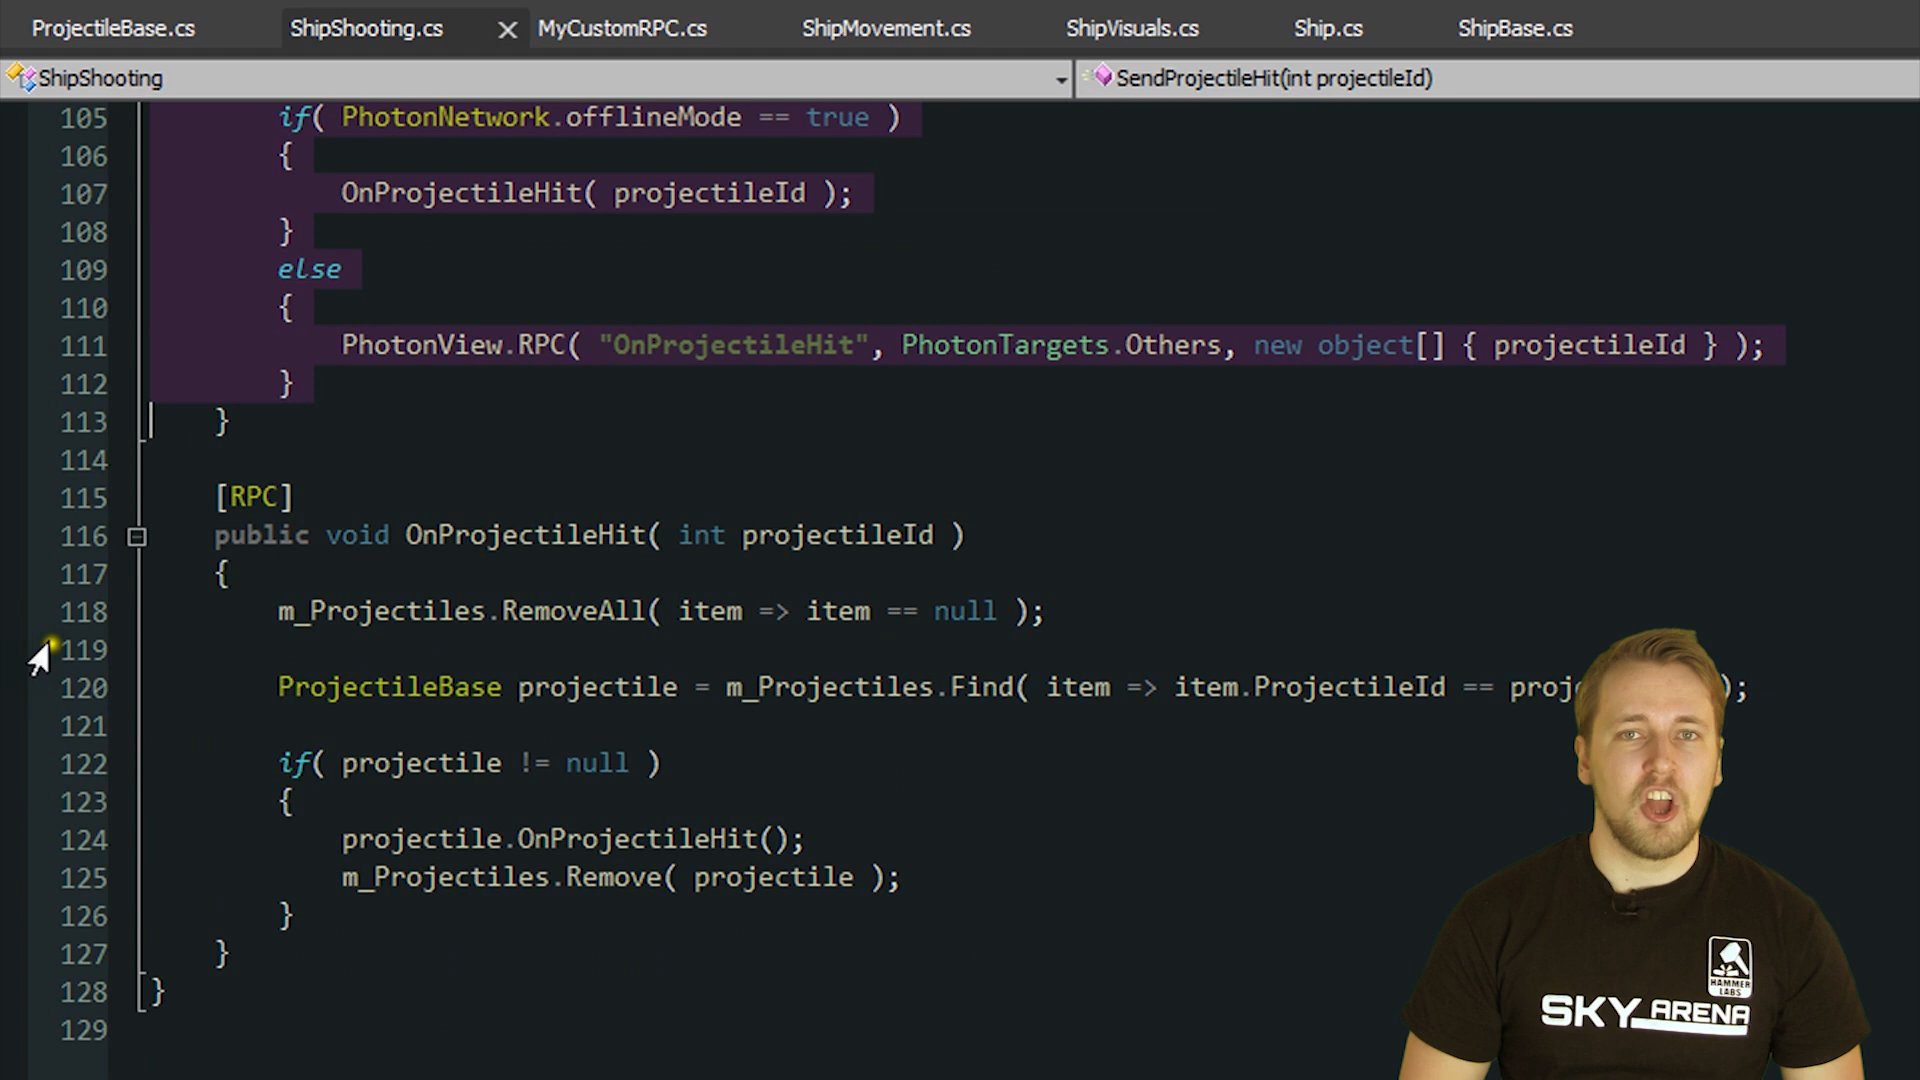 ProjectileBase.cs ShipShooting.cs MyCustomRPC.cs ShipMovement.cs ShipVisuals.cs Ship.cs ShipBase.cs
ShipShooting SendProjectileHit(int projectileId)
105 if( PhotonNetwork.offlineMode == true )
106 {
107 OnProjectileHit( projectileId );
108 }
109 else
110 {
111 PhotonView.RPC( "OnProjectileHit", PhotonTargets.Others, new object[] { projectileId } );
112 }
113 }
114
115 [RPC]
116 public void OnProjectileHit( int projectileId )
117 {
118 m_Projectiles.RemoveAll( item => item == null );
119
120 ProjectileBase projectile = m_Projectiles.Find( item => item.ProjectileId == );
121
122 if( projectile != null )
123 {
124 projectile.OnProjectileHit();
125 m_Projectiles.Remove( projectile );
126 }
127 }
128 }
129
HAMMER
LABS
SKY ARENA